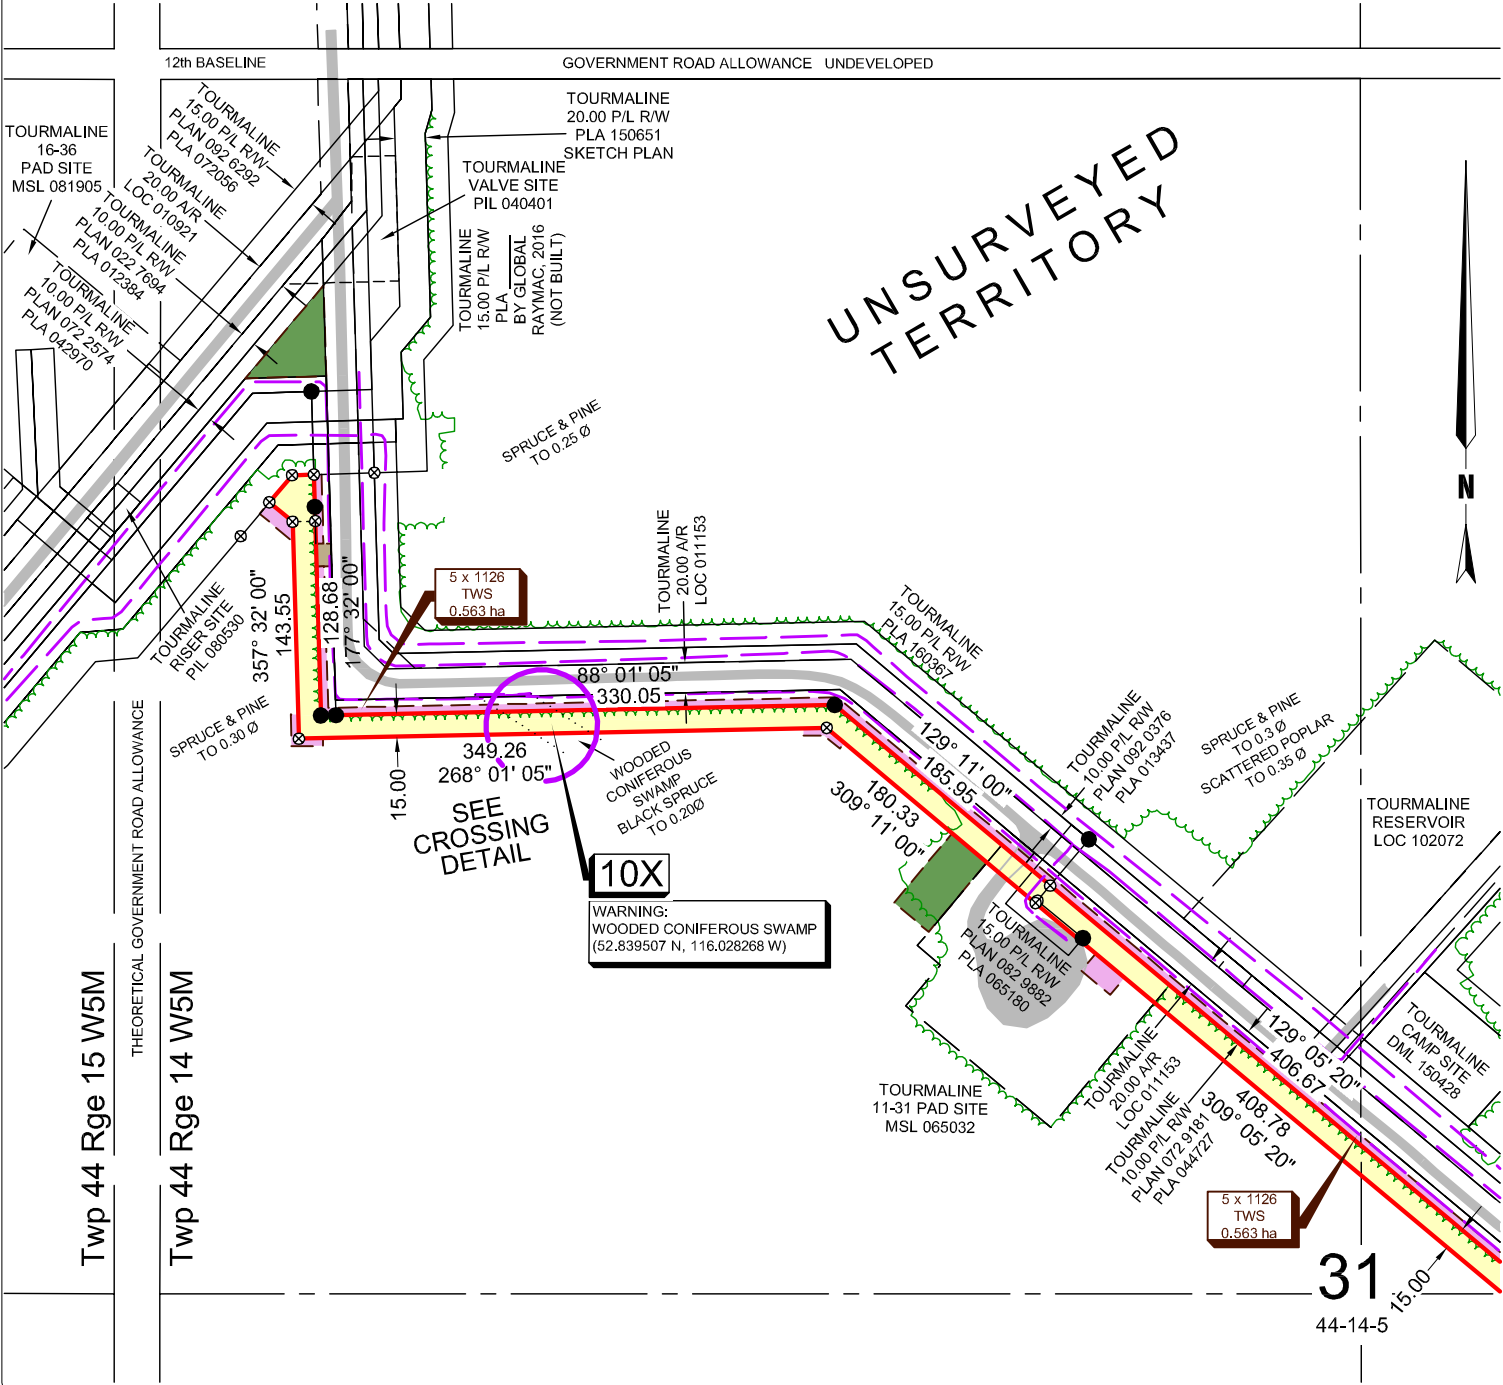 12th BASELINE
GOVERNMENT ROAD ALLOWANCE UNDEVELOPED
TOURMALINE
16-36
PAD SITE
MSL 081905
TOURMALINE
15.00 P/L R/W
PLAN 092 6292
PLA 072056
TOURMALINE
20.00 A/R
LOC 010921
TOURMALINE
10.00 P/L R/W
PLAN 022 7694
PLA 012384
TOURMALINE
10.00 P/L R/W
PLAN 072 2574
PLA 042970
TOURMALINE
20.00 P/L R/W
PLA 150651
SKETCH PLAN
TOURMALINE
VALVE SITE
PIL 040401
TOURMALINE
15.00 P/L R/W
PLA
BY GLOBAL
RAYMAC, 2016
(NOT BUILT)
UNSURVEYED
TERRITORY
N
SPRUCE & PINE
TO 0.25 Ø
TOURMALINE
20.00 A/R
LOC 011153
TOURMALINE
15.00 P/L R/W
PLA 160367
5 x 1126
TWS
0.563 ha
TOURMALINE
RISER SITE
PIL 080530
357° 32' 00"
143.55
128.68
177° 32' 00"
SPRUCE & PINE
TO 0.30 Ø
88° 01' 05"
330.05
349.26
268° 01' 05"
15.00
SEE
CROSSING
DETAIL
WOODED
CONIFEROUS
SWAMP
BLACK SPRUCE
TO 0.20Ø
10X
WARNING:
WOODED CONIFEROUS SWAMP
(52.839507 N, 116.028268 W)
129° 11' 00"
185.95
180.33
309° 11' 00"
TOURMALINE
10.00 P/L R/W
PLAN 092 0376
PLA 013437
SPRUCE & PINE
TO 0.3 Ø
SCATTERED POPLAR
TO 0.35 Ø
TOURMALINE
RESERVOIR
LOC 102072
TOURMALINE
15.00 P/L R/W
PLAN 082 9882
PLA 065180
TOURMALINE
11-31 PAD SITE
MSL 065032
TOURMALINE
20.00 A/R
LOC 011153
TOURMALINE
10.00 P/L R/W
PLAN 072 9181
PLA 044727
129° 05' 20"
406.67
408.78
309° 05' 20"
TOURMALINE
CAMP SITE
DML 150428
5 x 1126
TWS
0.563 ha
31
44-14-5
15.00
THEORETICAL GOVERNMENT ROAD ALLOWANCE
Twp 44 Rge 15 W5M
Twp 44 Rge 14 W5M